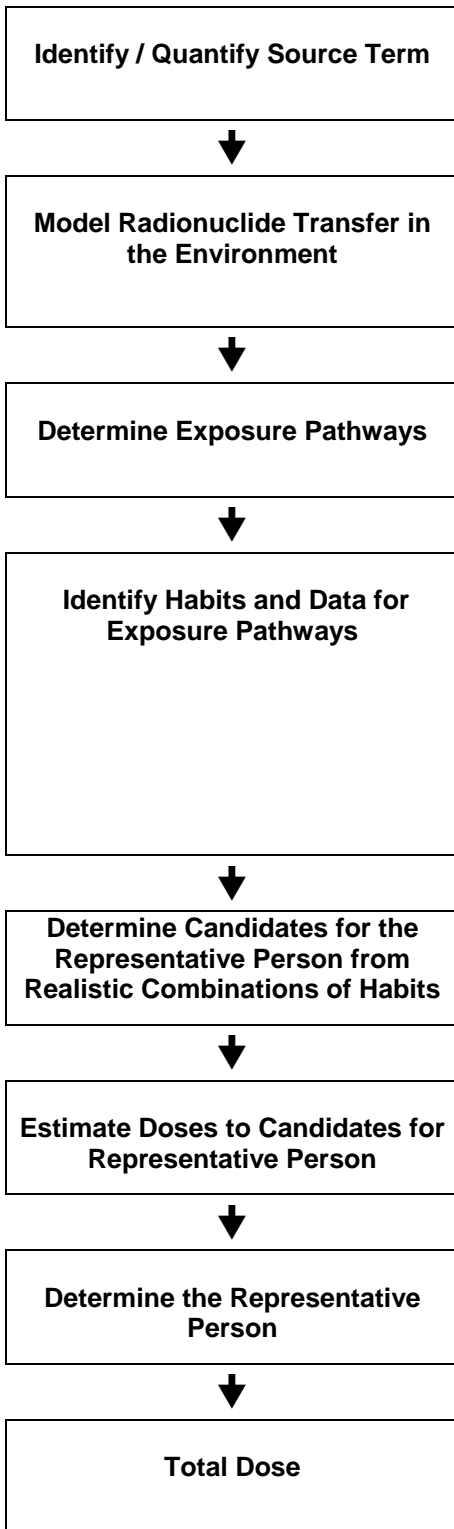 Identify / Quantify Source Term
Model Radionuclide Transfer in
the Environment
Determine Exposure Pathways
Identify Habits and Data for
Exposure Pathways
Determine Candidates for the
Representative Person from
Realistic Combinations of Habits
Estimate Doses to Candidates for
Representative Person
Determine the Representative
Person
Total Dose